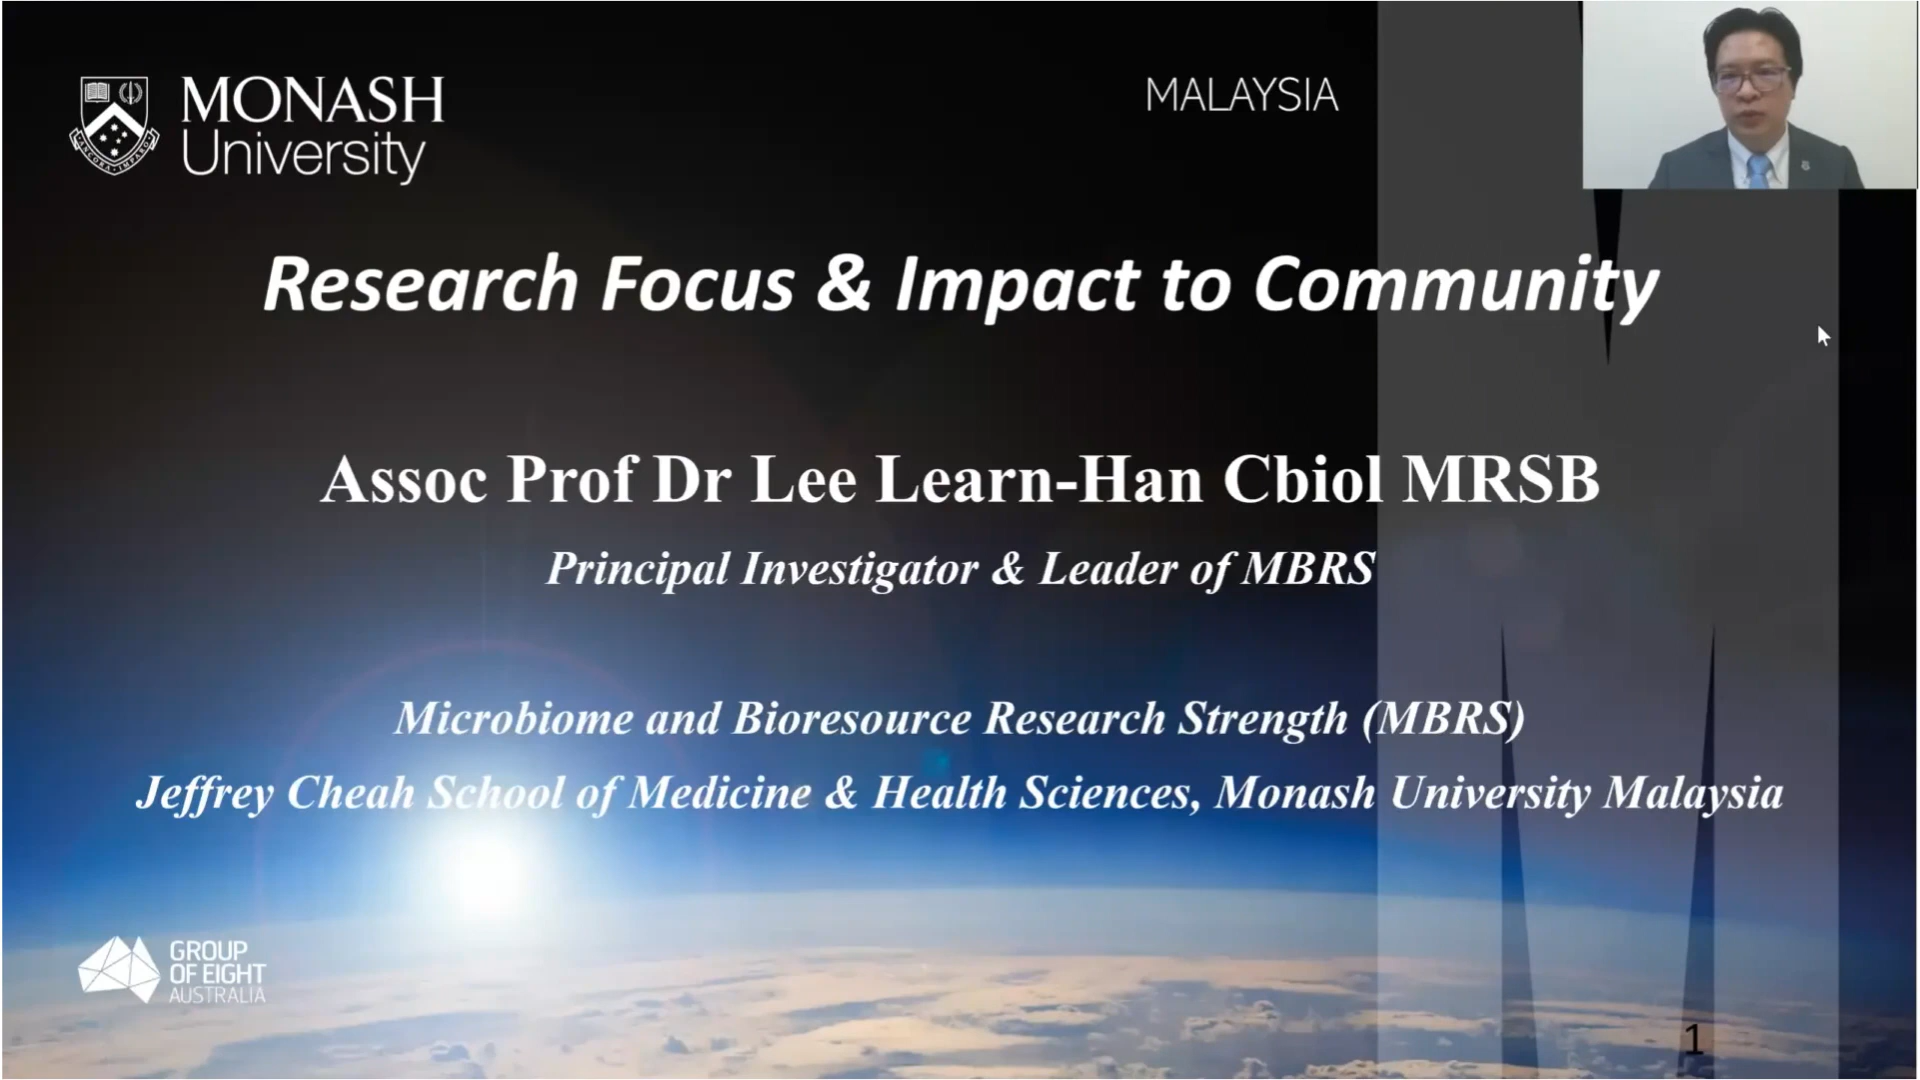 MONASH
University
MALAYSIA
Research Focus & Impact to Community
Assoc Prof Dr Lee Learn-Han Cbiol MRSB
Principal Investigator & Leader of MBRS
Microbiome and Bioresource Research Strength (MBRS)
Jeffrey Cheah School of Medicine & Health Sciences, Monash University Malaysia
GROUP
OF EIGHT
AUSTRALIA
1
ANCORA IMPARO